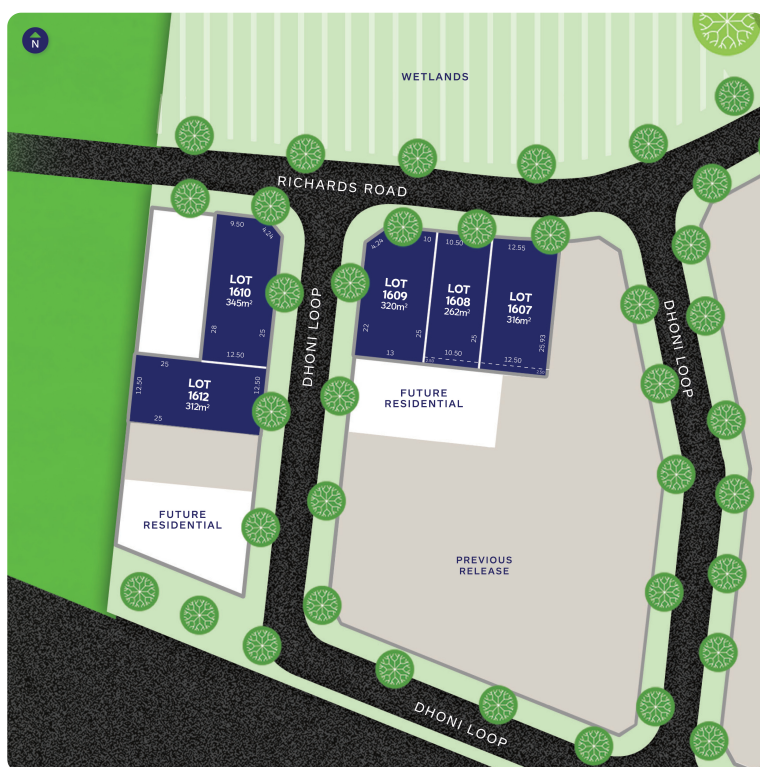 N
WETLANDS
RICHARDS ROAD
9.50
4.24
LOT
1610
345m²
28
25
12.50
4.24
10
LOT
1609
320m²
22
25
13
10.50
LOT
1608
262m²
25
10.50
12.55
LOT
1607
316m²
25.93
12.50
DHONI LOOP
DHONI LOOP
25
12.50
LOT
1612
312m²
12.50
25
FUTURE
RESIDENTIAL
FUTURE
RESIDENTIAL
PREVIOUS
RELEASE
DHONI LOOP